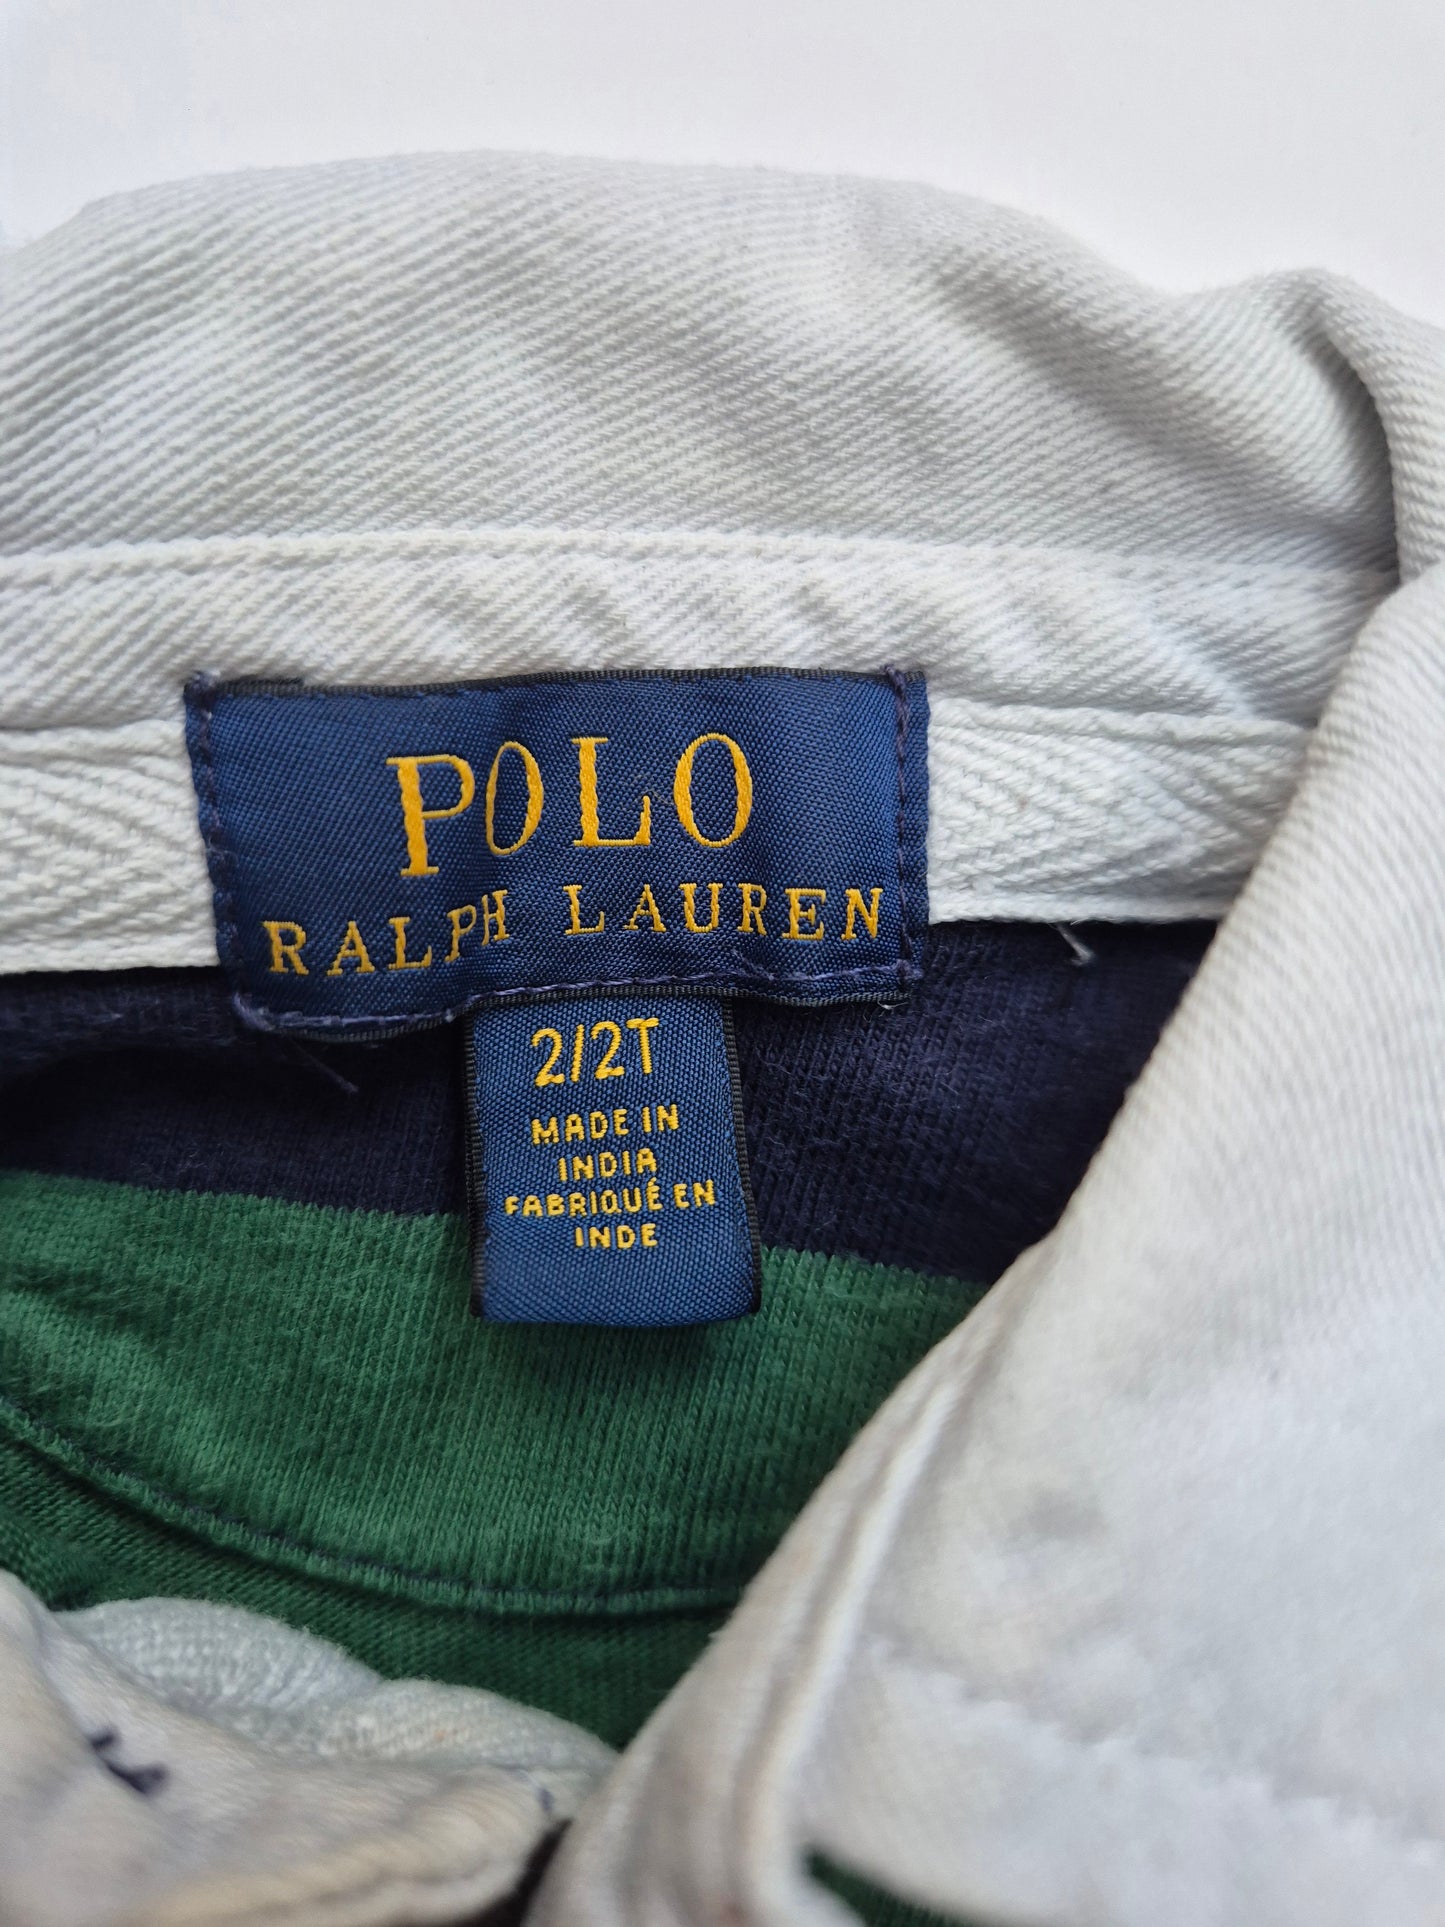 POLO
RALPH LAUREN
2/2T
MADE IN
INDIA
FABRIQUÉ EN
INDE